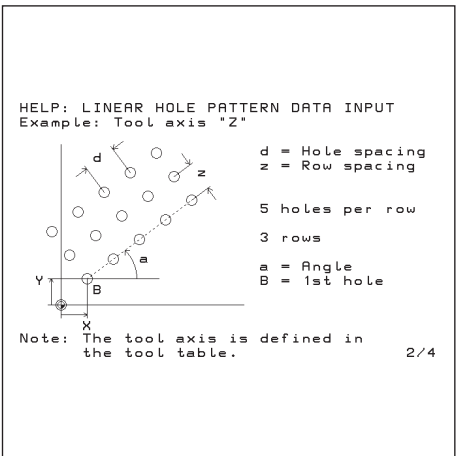 HELP: LINEAR HOLE PATTERN DATA INPUT
Example: Tool axis "Z"
d
z
d = Hole spacing
z = Row spacing
5 holes per row
3 rows
a
a = Angle
Y
B
B = 1st hole
X
Note: The tool axis is defined in
the tool table.
2/4